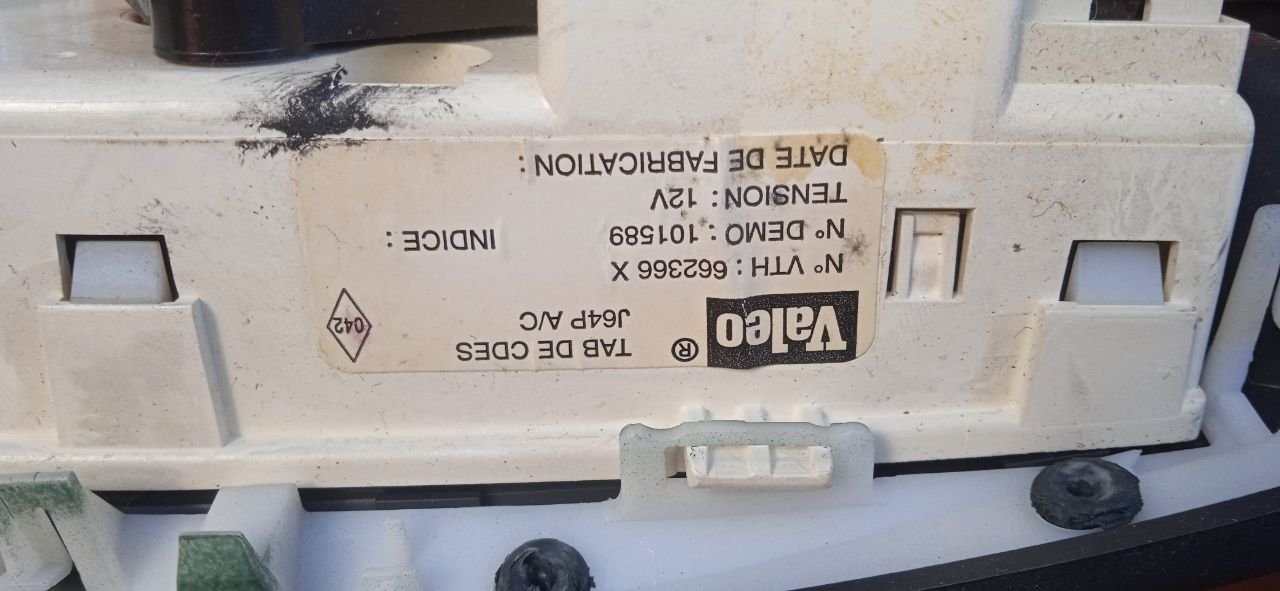 Valeo ® TAB DE CDES
J64P A/C
042
N° VTH : 662366 X
N° DEMO : 101589 INDICE :
TENSION : 12V
DATE DE FABRICATION :